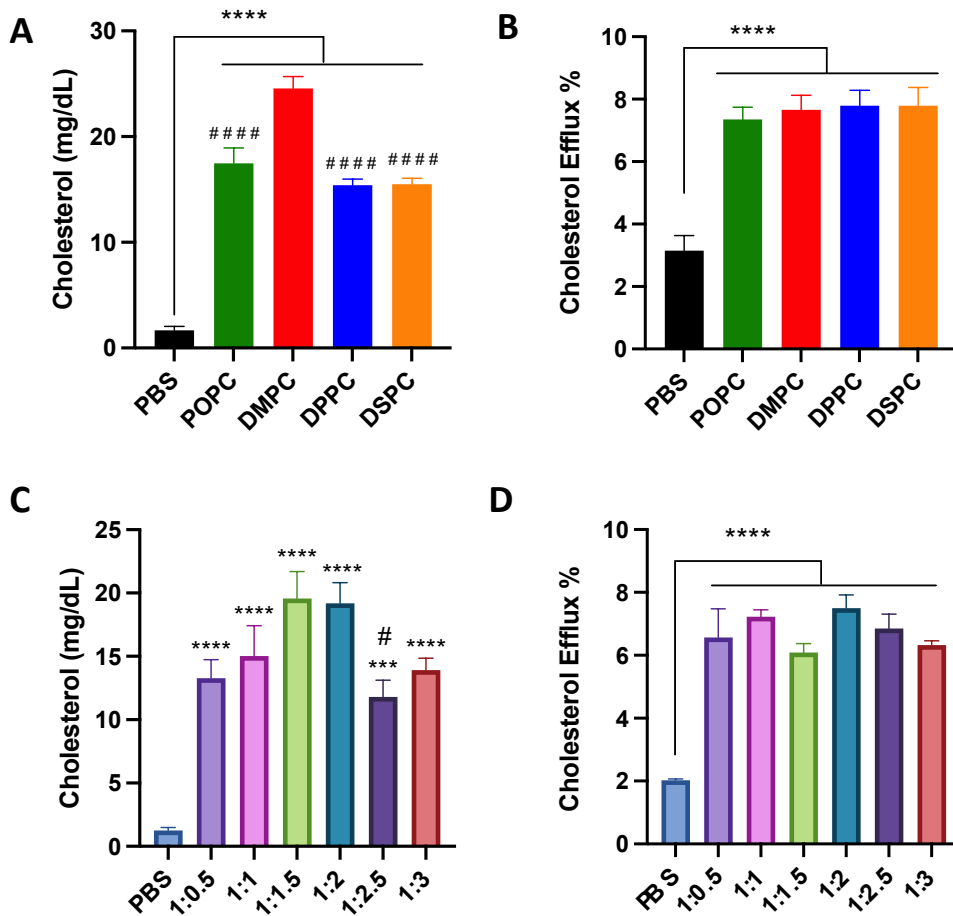 A
Cholesterol (mg/dL)
30
20
10
0
****
####
####
####
PBS
POPC
DMPC
DPPC
DSPC
B
Cholesterol Efflux %
10
8
6
4
2
0
****
PBS
POPC
DMPC
DPPC
DSPC
C
Cholesterol (mg/dL)
25
20
15
10
5
0
****
****
****
****
#
***
****
PBS
1:0.5
1:1
1:1.5
1:2
1:2.5
1:3
D
Cholesterol Efflux %
10
8
6
4
2
0
****
PB S
1:0.5
1:1
1:1.5
1:2
1:2.5
1:3